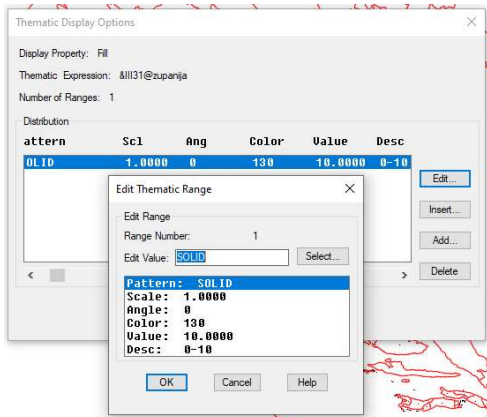 Thematic Display Options
Display Property: Fill
Thematic Expression: &III31@zupanija
Number of Ranges: 1
Distribution
attern Scl Ang Color Value Desc
OLID 1.0000 0 130 10.0000 0-10
Edit...
Insert...
Add...
Delete
Edit Thematic Range
Edit Range
Range Number: 1
Edit Value: SOLID Select...
Pattern: SOLID
Scale: 1.0000
Angle: 0
Color: 130
Value: 10.0000
Desc: 0-10
OK Cancel Help